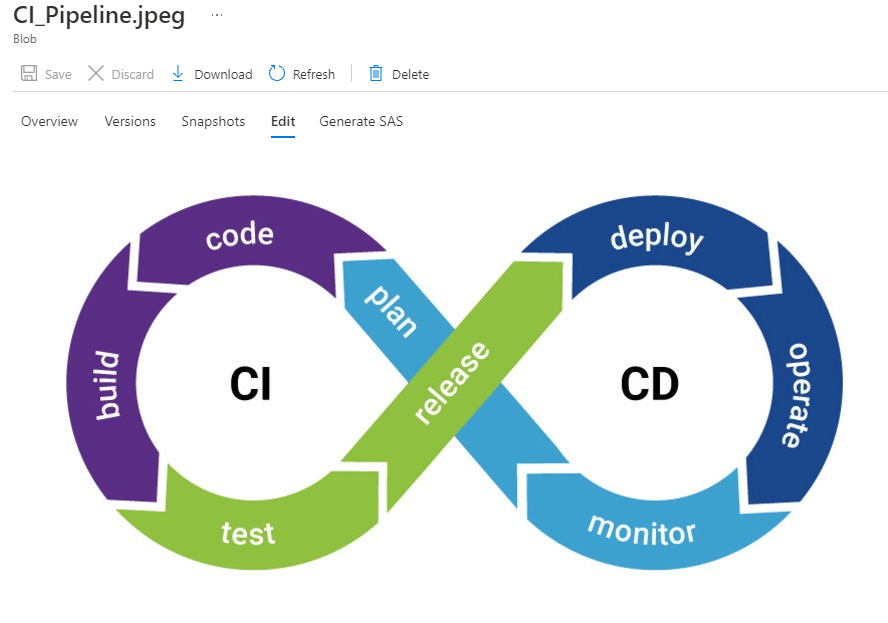 CI_Pipeline.jpeg ...
Blob
Save Discard Download Refresh Delete
Overview Versions Snapshots Edit Generate SAS
code
deploy
plan
build
CI
release
CD
operate
test
monitor